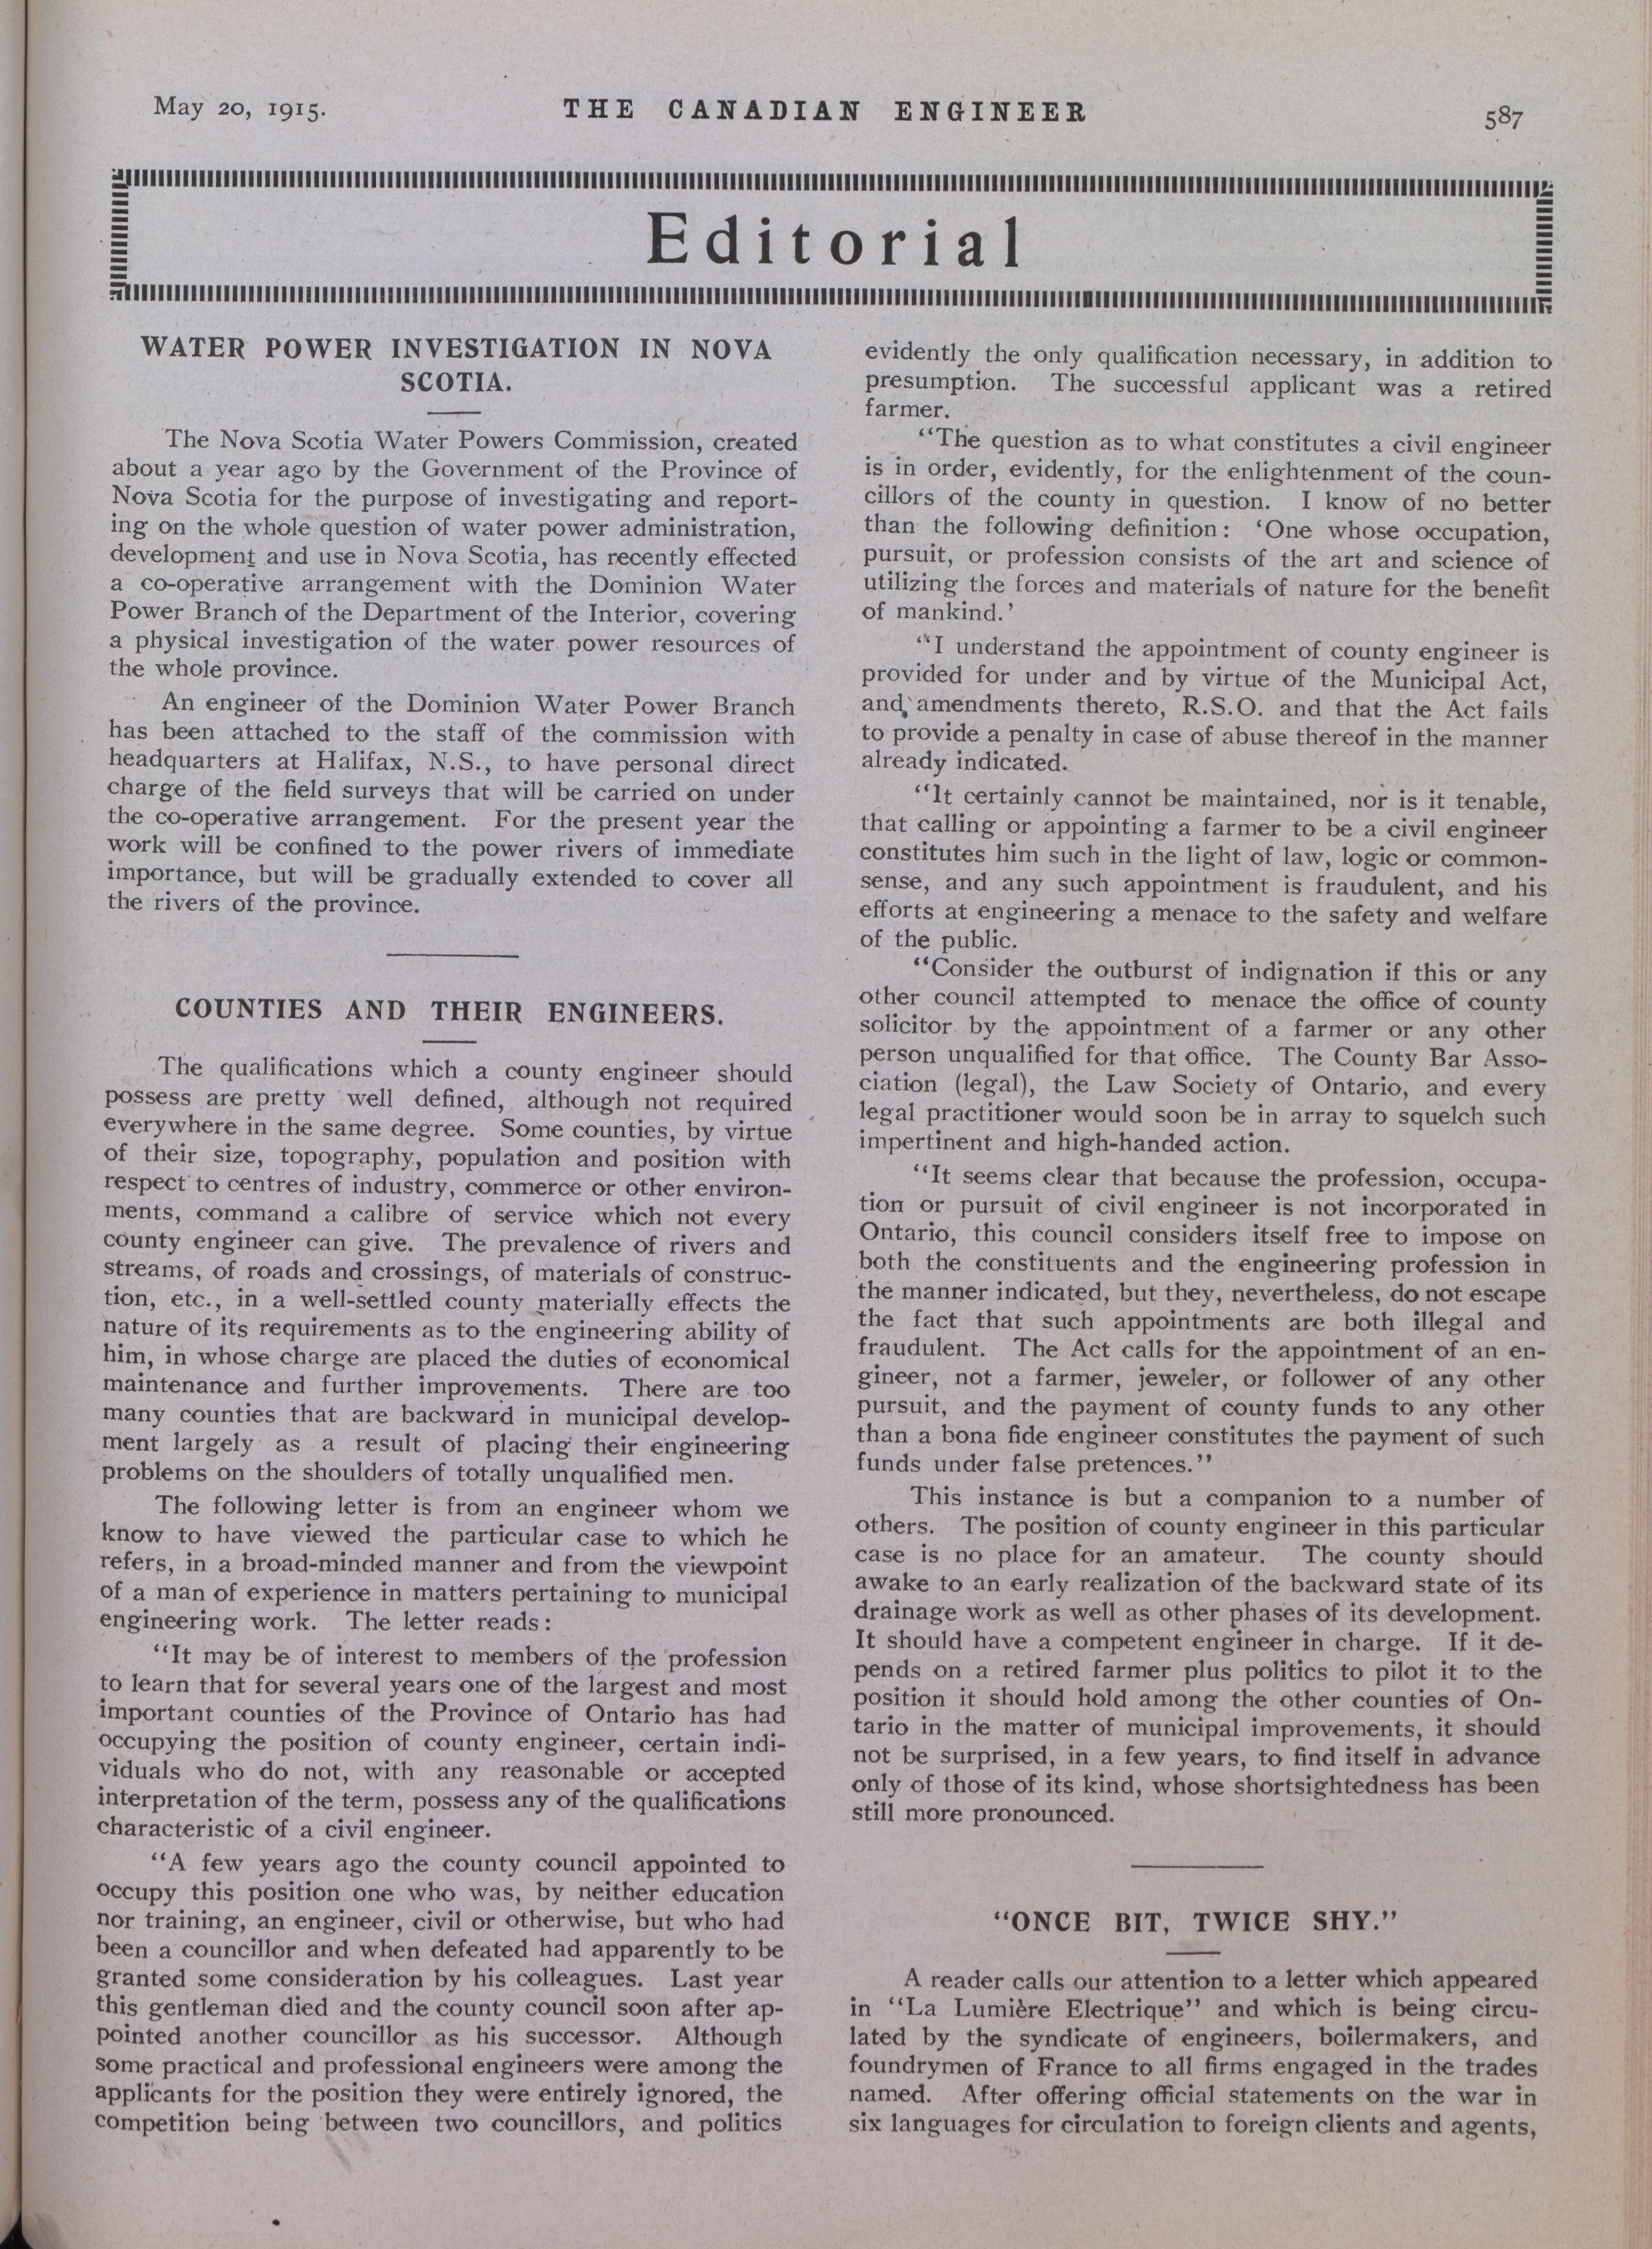 May 20, 1915.
THE CANADIAN ENGINEER
587
Editorial
WATER POWER INVESTIGATION IN NOVA
SCOTIA.
The Nova Scotia Water Powers Commission, created
about a year ago by the Government of the Province of
Nova Scotia for the purpose of investigating and report-
ing on the whole question of water power administration,
development and use in Nova Scotia, has recently effected
a co-operative arrangement with the Dominion Water
Power Branch of the Department of the Interior, covering
a physical investigation of the water power resources of
the whole province.
An engineer of the Dominion Water Power Branch
has been attached to the staff of the commission with
headquarters at Halifax, N.S., to have personal direct
charge of the field surveys that will be carried on under
the co-operative arrangement. For the present year the
work will be confined to the power rivers of immediate
importance, but will be gradually extended to cover all
the rivers of the province.
COUNTIES AND THEIR ENGINEERS.
The qualifications which a county engineer should
possess are pretty well defined, although not required
everywhere in the same degree. Some counties, by virtue
of their size, topography, population and position with
respect to centres of industry, commerce or other environ-
ments, command a calibre of service which not every
county engineer can give. The prevalence of rivers and
streams, of roads and crossings, of materials of construc-
tion, etc., in a well-settled county materially effects the
nature of its requirements as to the engineering ability of
him, in whose charge are placed the duties of economical
maintenance and further improvements. There are too
many counties that are backward in municipal develop-
ment largely as a result of placing their engineering
problems on the shoulders of totally unqualified men.
The following letter is from an engineer whom we
know to have viewed the particular case to which he
refers, in a broad-minded manner and from the viewpoint
of a man of experience in matters pertaining to municipal
engineering work. The letter reads:
"It may be of interest to members of the profession
to learn that for several years one of the largest and most
important counties of the Province of Ontario has had
occupying the position of county engineer, certain indi-
viduals who do not, with any reasonable or accepted
interpretation of the term, possess any of the qualifications
characteristic of a civil engineer.
"A few years ago the county council appointed to
occupy this position one who was, by neither education
nor training, an engineer, civil or otherwise, but who had
been a councillor and when defeated had apparently to be
granted some consideration by his colleagues. Last year
this gentleman died and the county council soon after ap-
pointed another councillor as his successor. Although
some practical and professional engineers were among the
applicants for the position they were entirely ignored, the
competition being between two councillors, and politics
evidently the only qualification necessary, in addition to
presumption. The successful applicant was a retired
farmer.
"The question as to what constitutes a civil engineer
is in order, evidently, for the enlightenment of the coun-
cillors of the county in question. I know of no better
than the following definition: 'One whose occupation,
pursuit, or profession consists of the art and science of
utilizing the forces and materials of nature for the benefit
of mankind.'
"I understand the appointment of county engineer is
provided for under and by virtue of the Municipal Act,
and amendments thereto, R.S.O. and that the Act fails
to provide a penalty in case of abuse thereof in the manner
already indicated.
"It certainly cannot be maintained, nor is it tenable,
that calling or appointing a farmer to be a civil engineer
constitutes him such in the light of law, logic or common-
sense, and any such appointment is fraudulent, and his
efforts at engineering a menace to the safety and welfare
of the public.
"Consider the outburst of indignation if this or any
other council attempted to menace the office of county
solicitor by the appointment of a farmer or any other
person unqualified for that office. The County Bar Asso-
ciation (legal), the Law Society of Ontario, and every
legal practitioner would soon be in array to squelch such
impertinent and high-handed action.
"It seems clear that because the profession, occupa-
tion or pursuit of civil engineer is not incorporated in
Ontario, this council considers itself free to impose on
both the constituents and the engineering profession in
the manner indicated, but they, nevertheless, do not escape
the fact that such appointments are both illegal and
fraudulent. The Act calls for the appointment of an en-
gineer, not a farmer, jeweler, or follower of any other
pursuit, and the payment of county funds to any other
than a bona fide engineer constitutes the payment of such
funds under false pretences."
This instance is but a companion to a number of
others. The position of county engineer in this particular
case is no place for an amateur. The county should
awake to an early realization of the backward state of its
drainage work as well as other phases of its development.
It should have a competent engineer in charge. If it de-
pends on a retired farmer plus politics to pilot it to the
position it should hold among the other counties of On-
tario in the matter of municipal improvements, it should
not be surprised, in a few years, to find itself in advance
only of those of its kind, whose shortsightedness has been
still more pronounced.
"ONCE BIT, TWICE SHY."
A reader calls our attention to a letter which appeared
in "La Lumière Electrique" and which is being circu-
lated by the syndicate of engineers, boilermakers, and
foundrymen of France to all firms engaged in the trades
named. After offering official statements on the war in
six languages for circulation to foreign clients and agents,